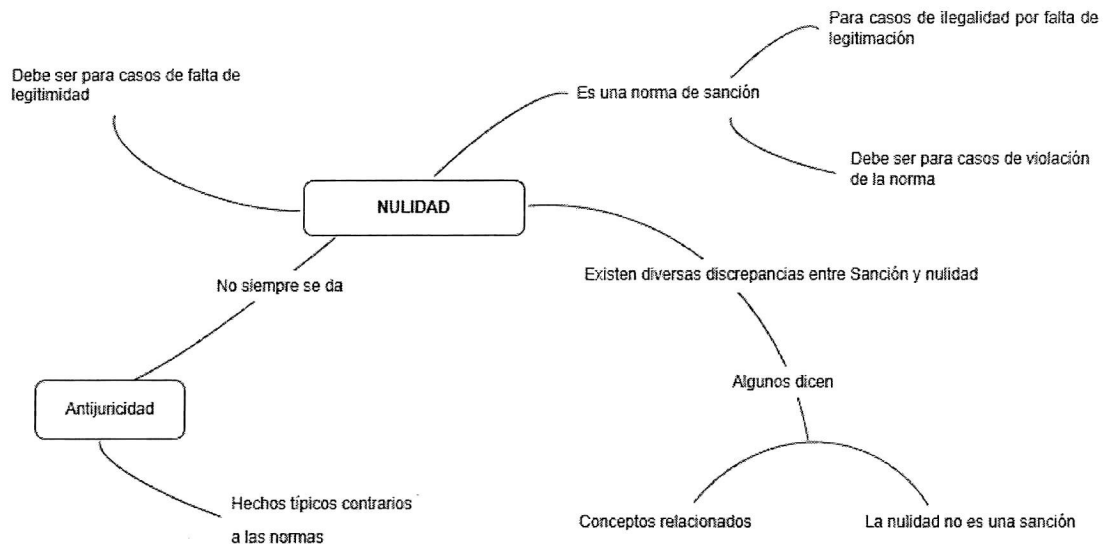 Para casos de ilegalidad por falta de
legitimación
Debe ser para casos de falta de
legitimidad
Es una norma de sanción
Debe ser para casos de violación
de la norma
NULIDAD
Existen diversas discrepancias entre Sanción y nulidad
No siempre se da
Algunos dicen
Antijuricidad
Hechos típicos contrarios
a las normas
Conceptos relacionados
La nulidad no es una sanción